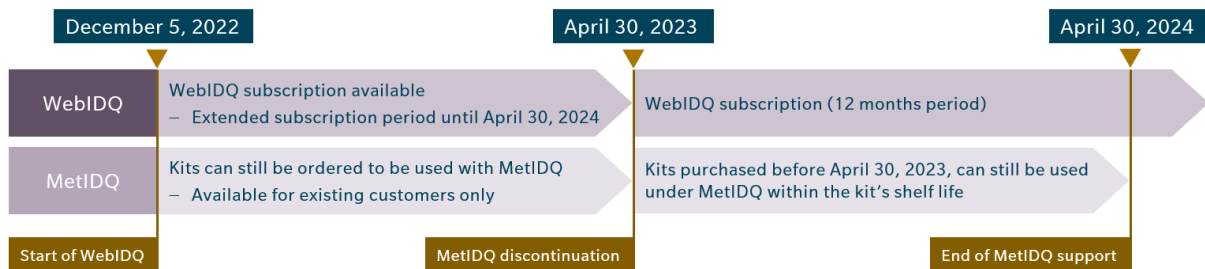 December 5, 2022
April 30, 2023
April 30, 2024
WebIDQ
WebIDQ subscription available
– Extended subscription period until April 30, 2024
WebIDQ subscription (12 months period)
MetIDQ
Kits can still be ordered to be used with MetIDQ
– Available for existing customers only
Kits purchased before April 30, 2023, can still be used
under MetIDQ within the kit's shelf life
Start of WebIDQ
MetIDQ discontinuation
End of MetIDQ support